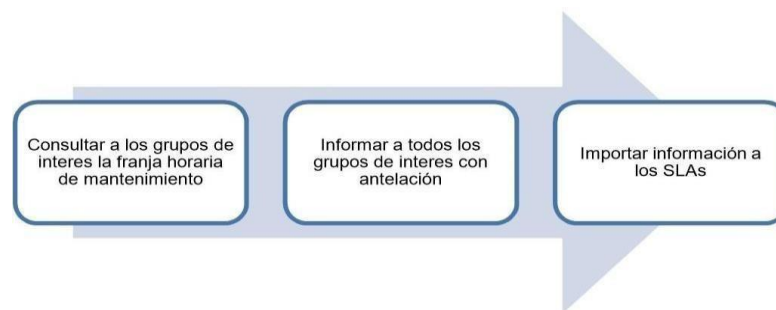 Consultar a los grupos de
interes la franja horaria
de mantenimiento
Informar a todos los
grupos de interes con
antelación
Importar información a
los SLAs